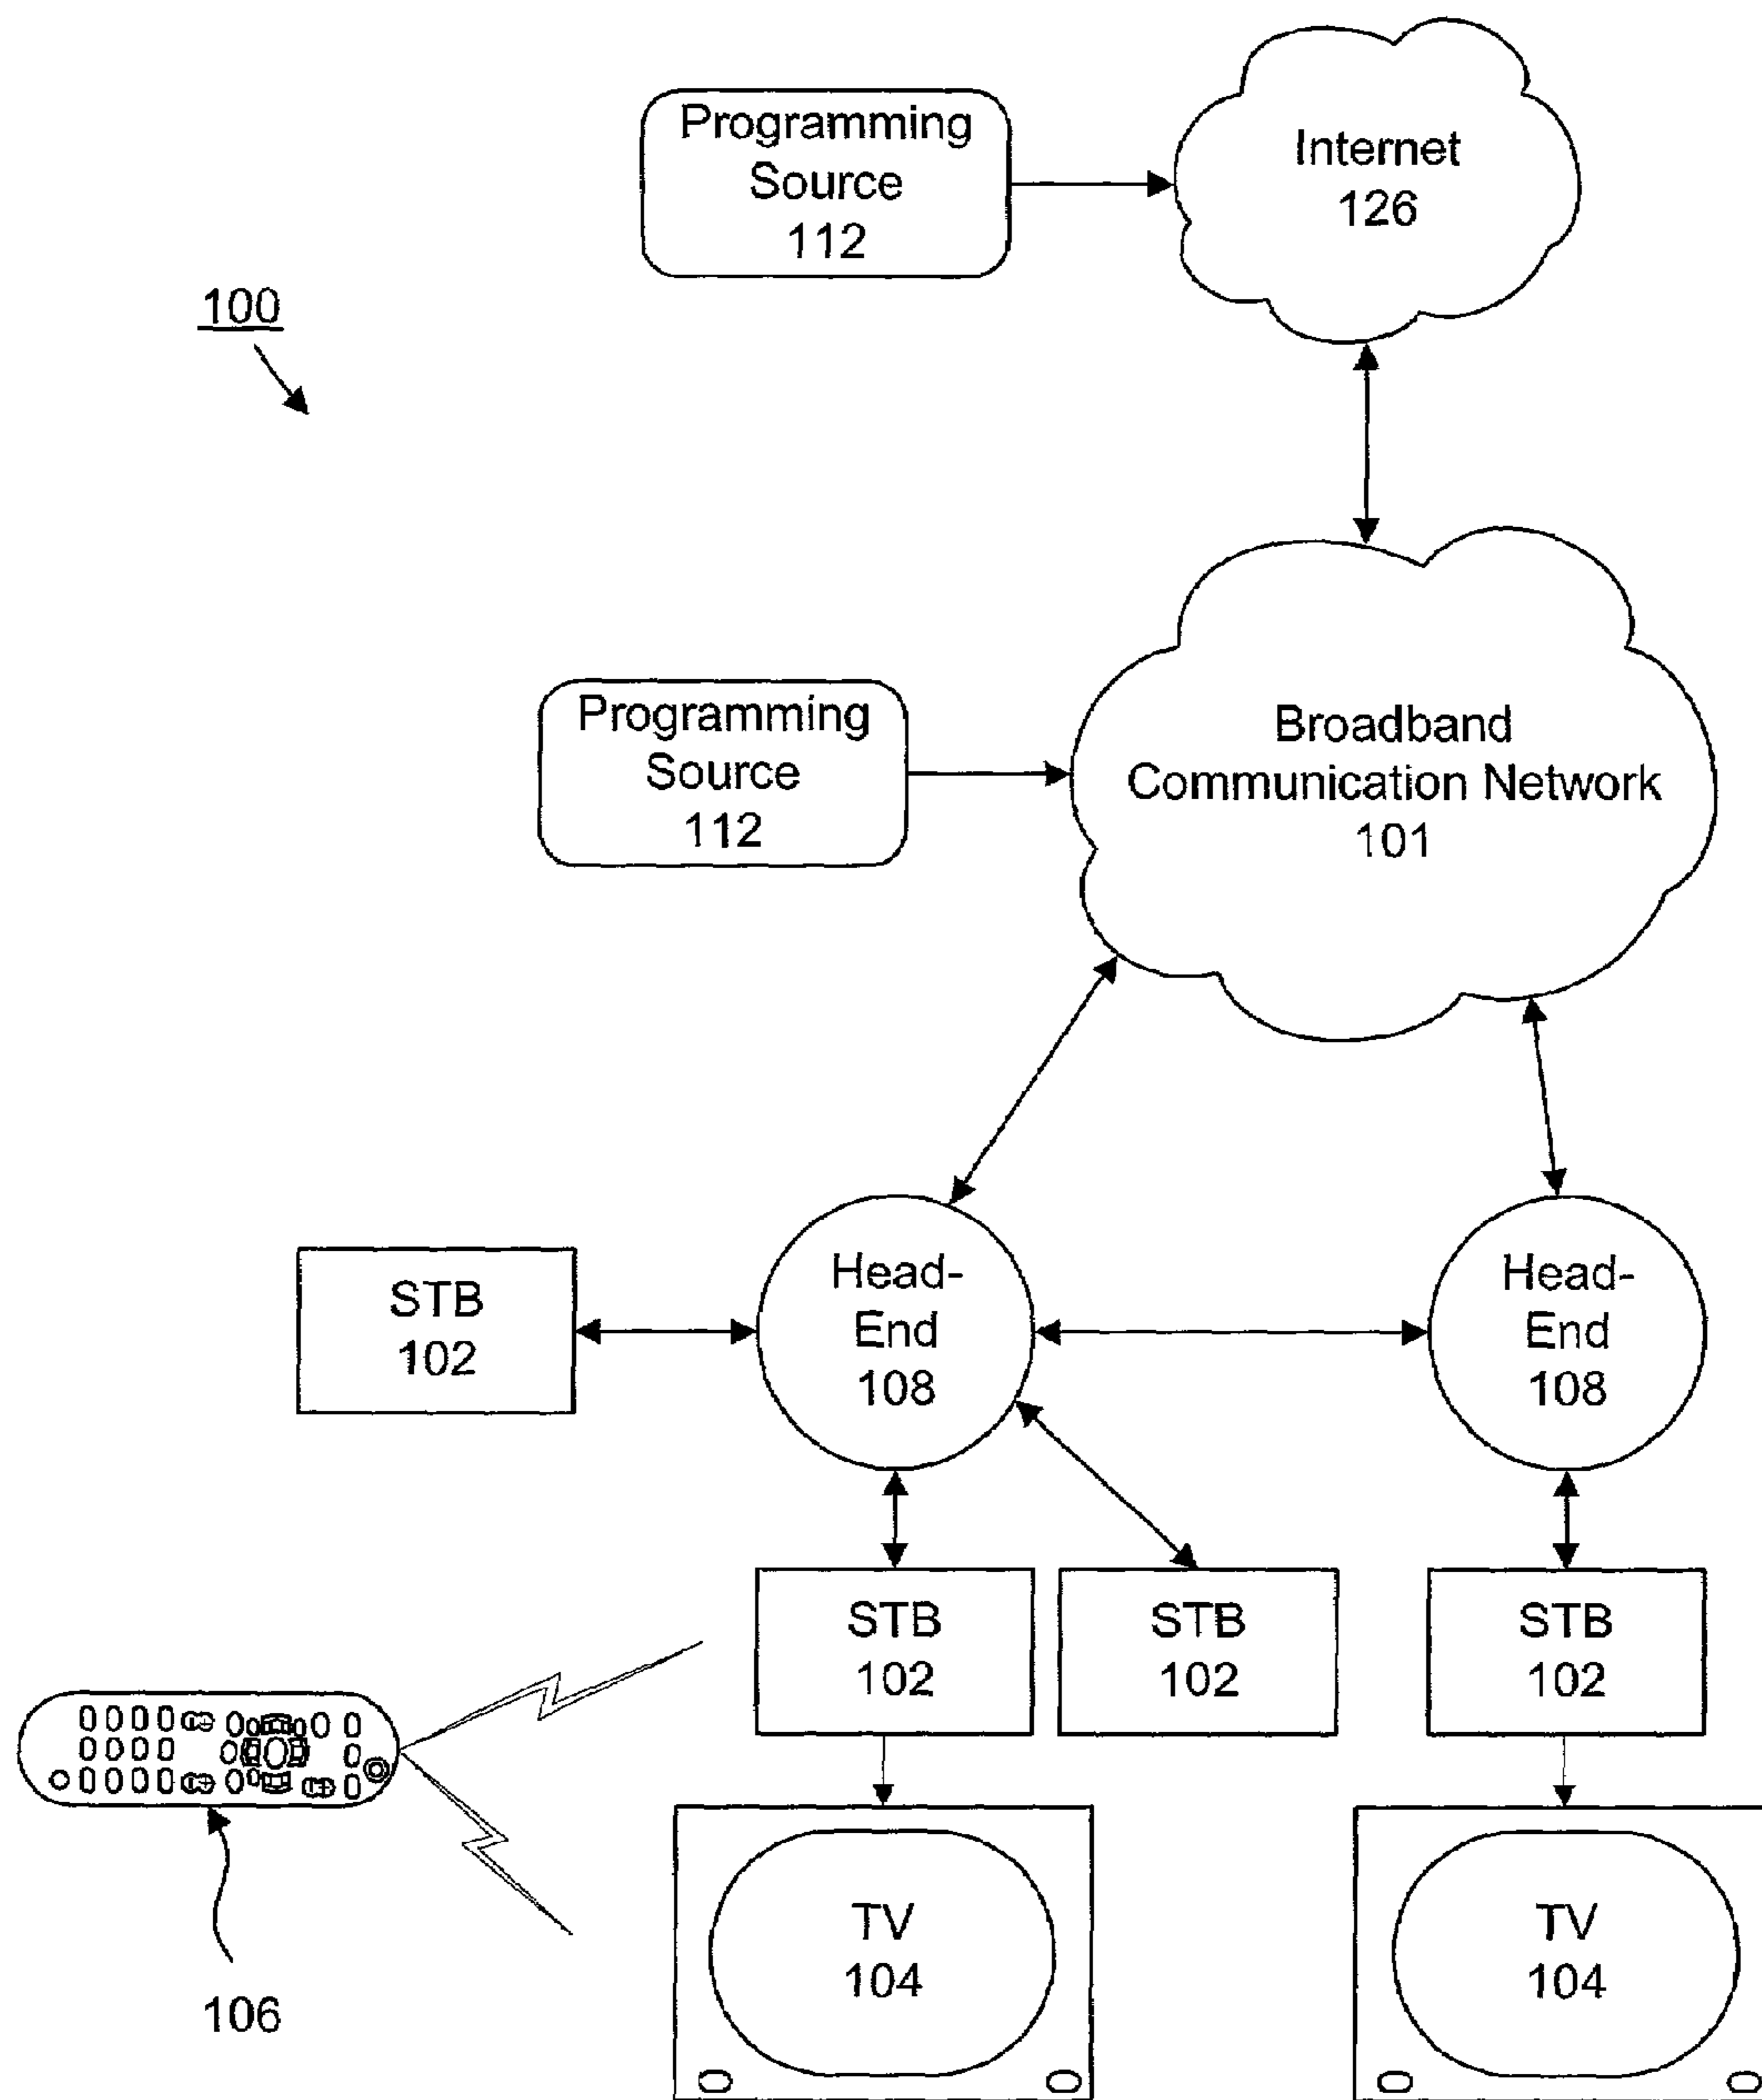 Programming
Source
112
Internet
126
100
Programming
Source
112
Broadband
Communication Network
101
STB
102
Head-
End
108
Head-
End
108
STB
102
STB
102
STB
102
106
TV
104
TV
104